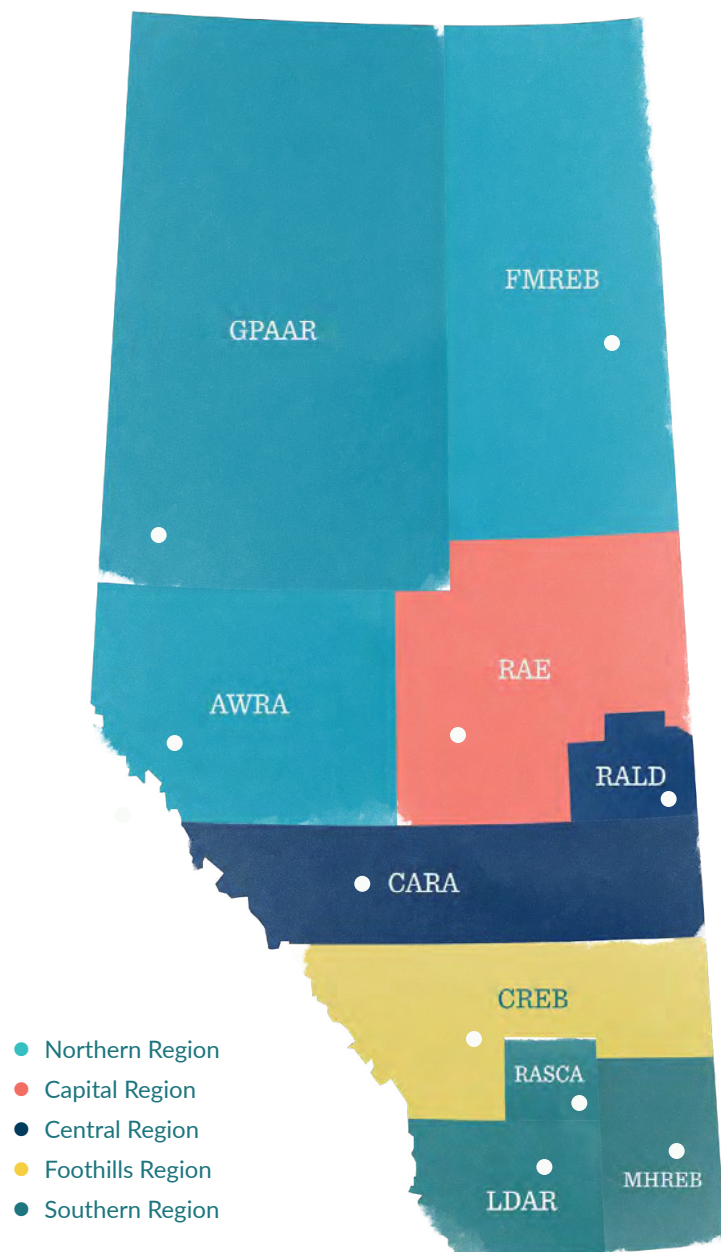 FMREB
GPAAR
RAE
AWRA
RALD
CARA
CREB
RASCA
MHREB
LDAR
Northern Region
Capital Region
Central Region
Foothills Region
Southern Region